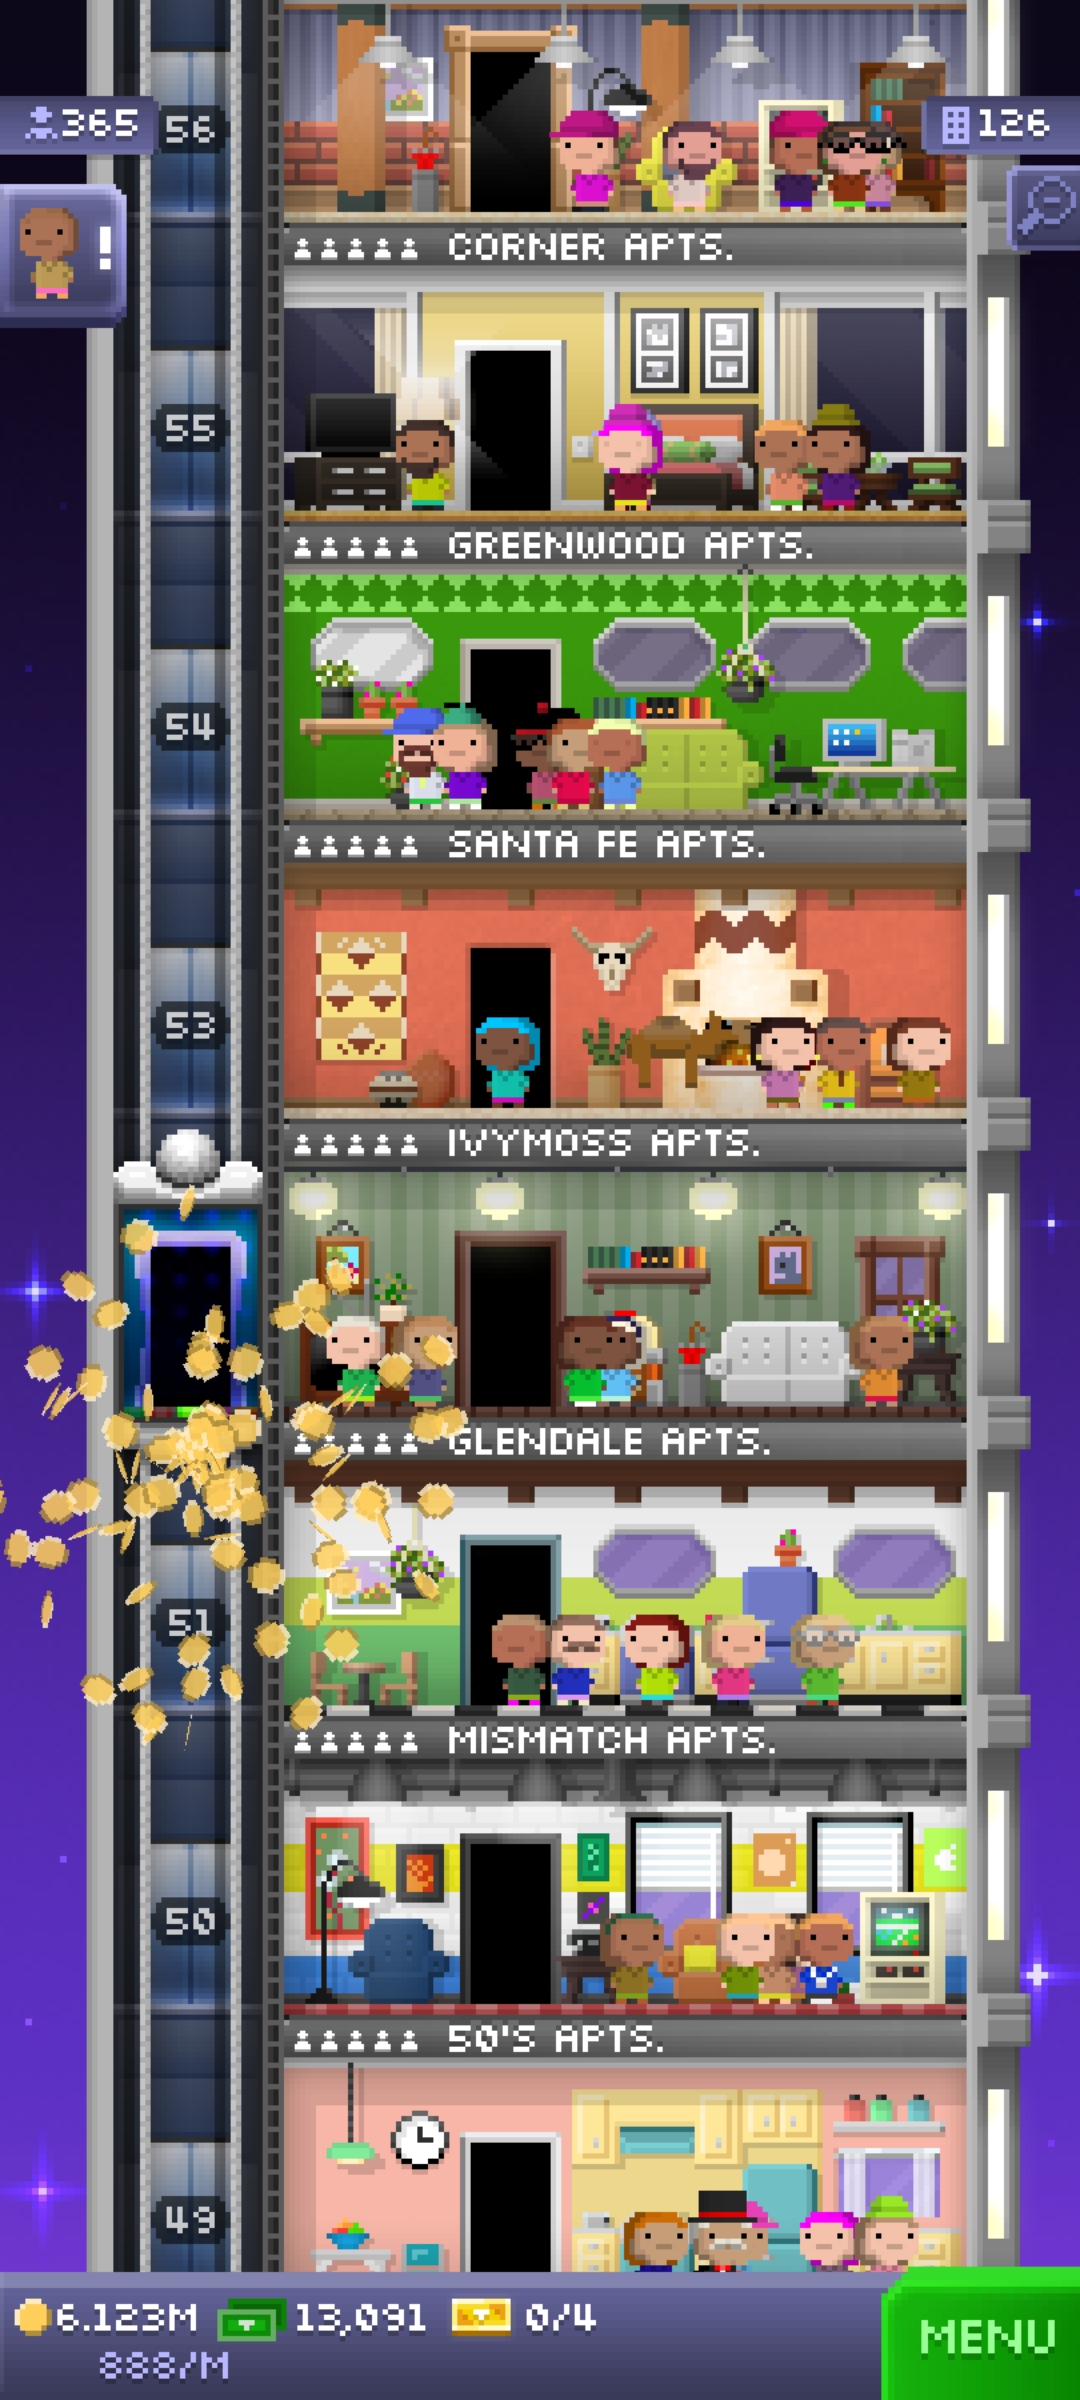 365
56
126
!
CORNER APTS.
55
GREENWOOD APTS.
54
SANTA FE APTS.
53
IVYMOSS APTS.
GLENDALE APTS.
51
MISMATCH APTS.
50
50'S APTS.
49
6.123M
13,091
0/4
MENU
888/M